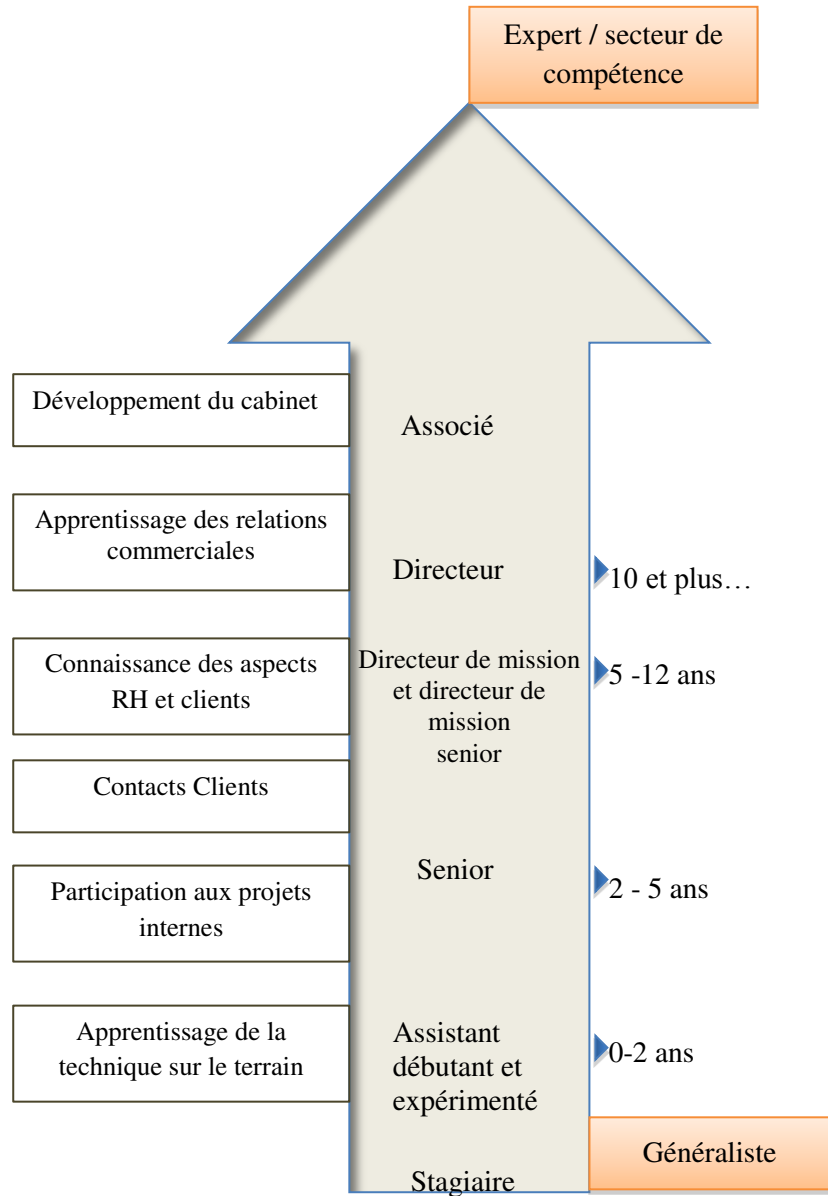 Expert / secteur de
compétence
Développement du cabinet
Associé
Apprentissage des relations
commerciales
Directeur
10 et plus…
Connaissance des aspects
RH et clients
Directeur de mission
et directeur de
mission
senior
5 -12 ans
Contacts Clients
Senior
2 - 5 ans
Participation aux projets
internes
Apprentissage de la
technique sur le terrain
Assistant
débutant et
expérimenté
0-2 ans
Généraliste
Stagiaire